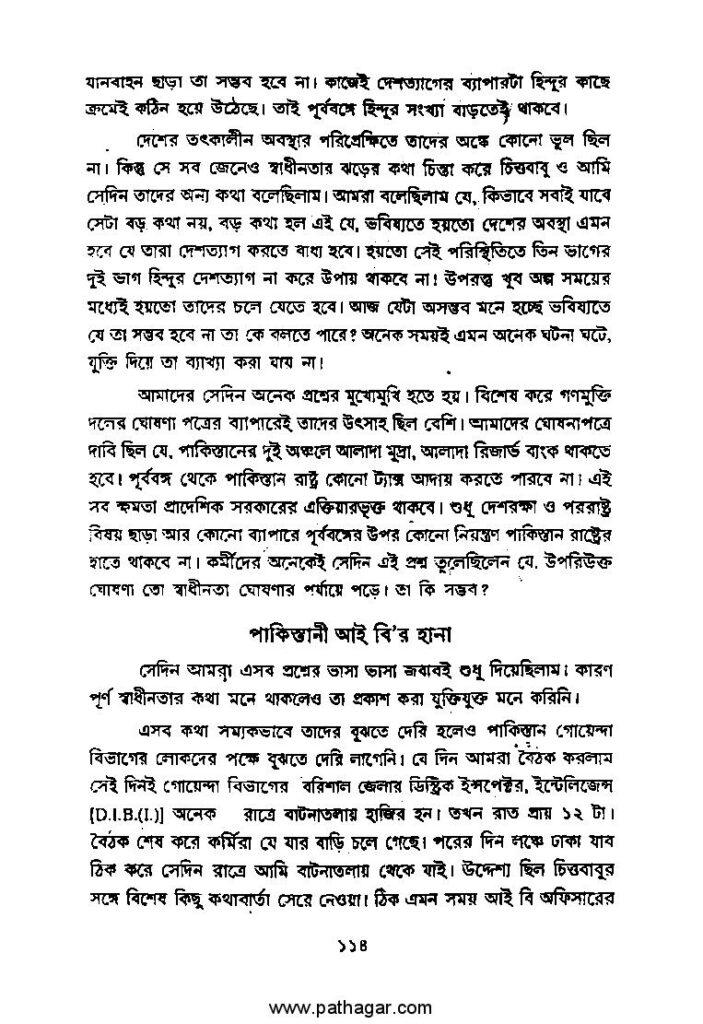 যানবাহন ছাড়া তা সম্ভব হবে না। কাজেই দেশত্যাগের ব্যাপারটা হিন্দুর কাছে
ক্রমেই কঠিন হয়ে উঠেছে। তাই পূর্ববঙ্গে হিন্দুর সংখ্যা বাড়তেই থাকবে।
দেশের তৎকালীন অবস্থার পরিপ্রেক্ষিতে তাদের অঙ্কে কোনো ভুল ছিল
না। কিন্তু সে সব জেনেও স্বাধীনতার ঝড়ের কথা চিন্তা করে চিত্তবাবু ও আমি
সেদিন তাদের অন্য কথা বলেছিলাম। আমরা বলেছিলাম যে, কিভাবে সবাই যাবে
সেটা বড় কথা নয়, বড় কথা হল এই যে, ভবিষ্যতে হয়তো দেশের অবস্থা এমন
হবে যে তারা দেশত্যাগ করতে বাধ্য হবে। হয়তো সেই পরিস্থিতিতে তিন ভাগের
দুই ভাগ হিন্দুর দেশত্যাগ না করে উপায় থাকবে না! উপরন্তু খুব অল্প সময়ের
মধ্যেই হয়তো তাদের চলে যেতে হবে। আজ যেটা অসম্ভব মনে হচ্ছে ভবিষ্যতে
যে তা সম্ভব হবে না তা কে বলতে পারে? অনেক সময়ই এমন অনেক ঘটনা ঘটে,
যুক্তি দিয়ে তা ব্যাখ্যা করা যায় না।
আমাদের সেদিন অনেক প্রশ্নের মুখোমুখি হতে হয়। বিশেষ করে গণমুক্তি
দলের ঘোষণা পত্রের ব্যাপারেই তাদের উৎসাহ ছিল বেশি। আমাদের ঘোষনাপত্রে
দাবি ছিল যে, পাকিস্তানের দুই অঞ্চলে আলাদা মুদ্রা, আলাদা রিজার্ভ ব্যাংক থাকতে
হবে। পূর্ববঙ্গ থেকে পাকিস্তান রাষ্ট্র কোনো ট্যাক্স আদায় করতে পারবে না। এই
সব ক্ষমতা প্রাদেশিক সরকারের এক্তিয়ারভুক্ত থাকবে। শুধু দেশরক্ষা ও পররাষ্ট্র
বিষয় ছাড়া আর কোনো ব্যাপারে পূর্ববঙ্গের উপর কোনো নিয়ন্ত্রণ পাকিস্তান রাষ্ট্রের
হাতে থাকবে না। কর্মীদের অনেকেই সেদিন এই প্রশ্ন তুলেছিলেন যে, উপরিউক্ত
ঘোষণা তো স্বাধীনতা ঘোষণার পর্যায়ে পড়ে। তা কি সম্ভব?
পাকিস্তানী আই বি'র হানা
সেদিন আমরা এসব প্রশ্নের ভাসা ভাসা জবাবই শুধু দিয়েছিলাম। কারণ
পূর্ণ স্বাধীনতার কথা মনে থাকলেও তা প্রকাশ করা যুক্তিযুক্ত মনে করিনি।
এসব কথা সম্যকভাবে তাদের বুঝতে দেরি হলেও পাকিস্তান গোয়েন্দা
বিভাগের লোকদের পক্ষে বুঝতে দেরি লাগেনি। যে দিন আমরা বৈঠক করলাম
সেই দিনই গোয়েন্দা বিভাগের বরিশাল জেলার ডিস্ট্রিক ইন্সপেক্টর, ইন্টেলিজেন্স
[D.I.B.(I.)] অনেক রাত্রে বাটনাতলায় হাজির হন। তখন রাত প্রায় ১২ টা।
বৈঠক শেষ করে কর্মিরা যে যার বাড়ি চলে গেছে। পরের দিন লঞ্চে ঢাকা যাব
ঠিক করে সেদিন রাত্রে আমি বাটনাতলায় থেকে যাই। উদ্দেশ্য ছিল চিত্তবাবুর
সঙ্গে বিশেষ কিছু কথাবার্তা সেরে নেওয়া। ঠিক এমন সময় আই বি অফিসারের
১১৪
www.pathagar.com